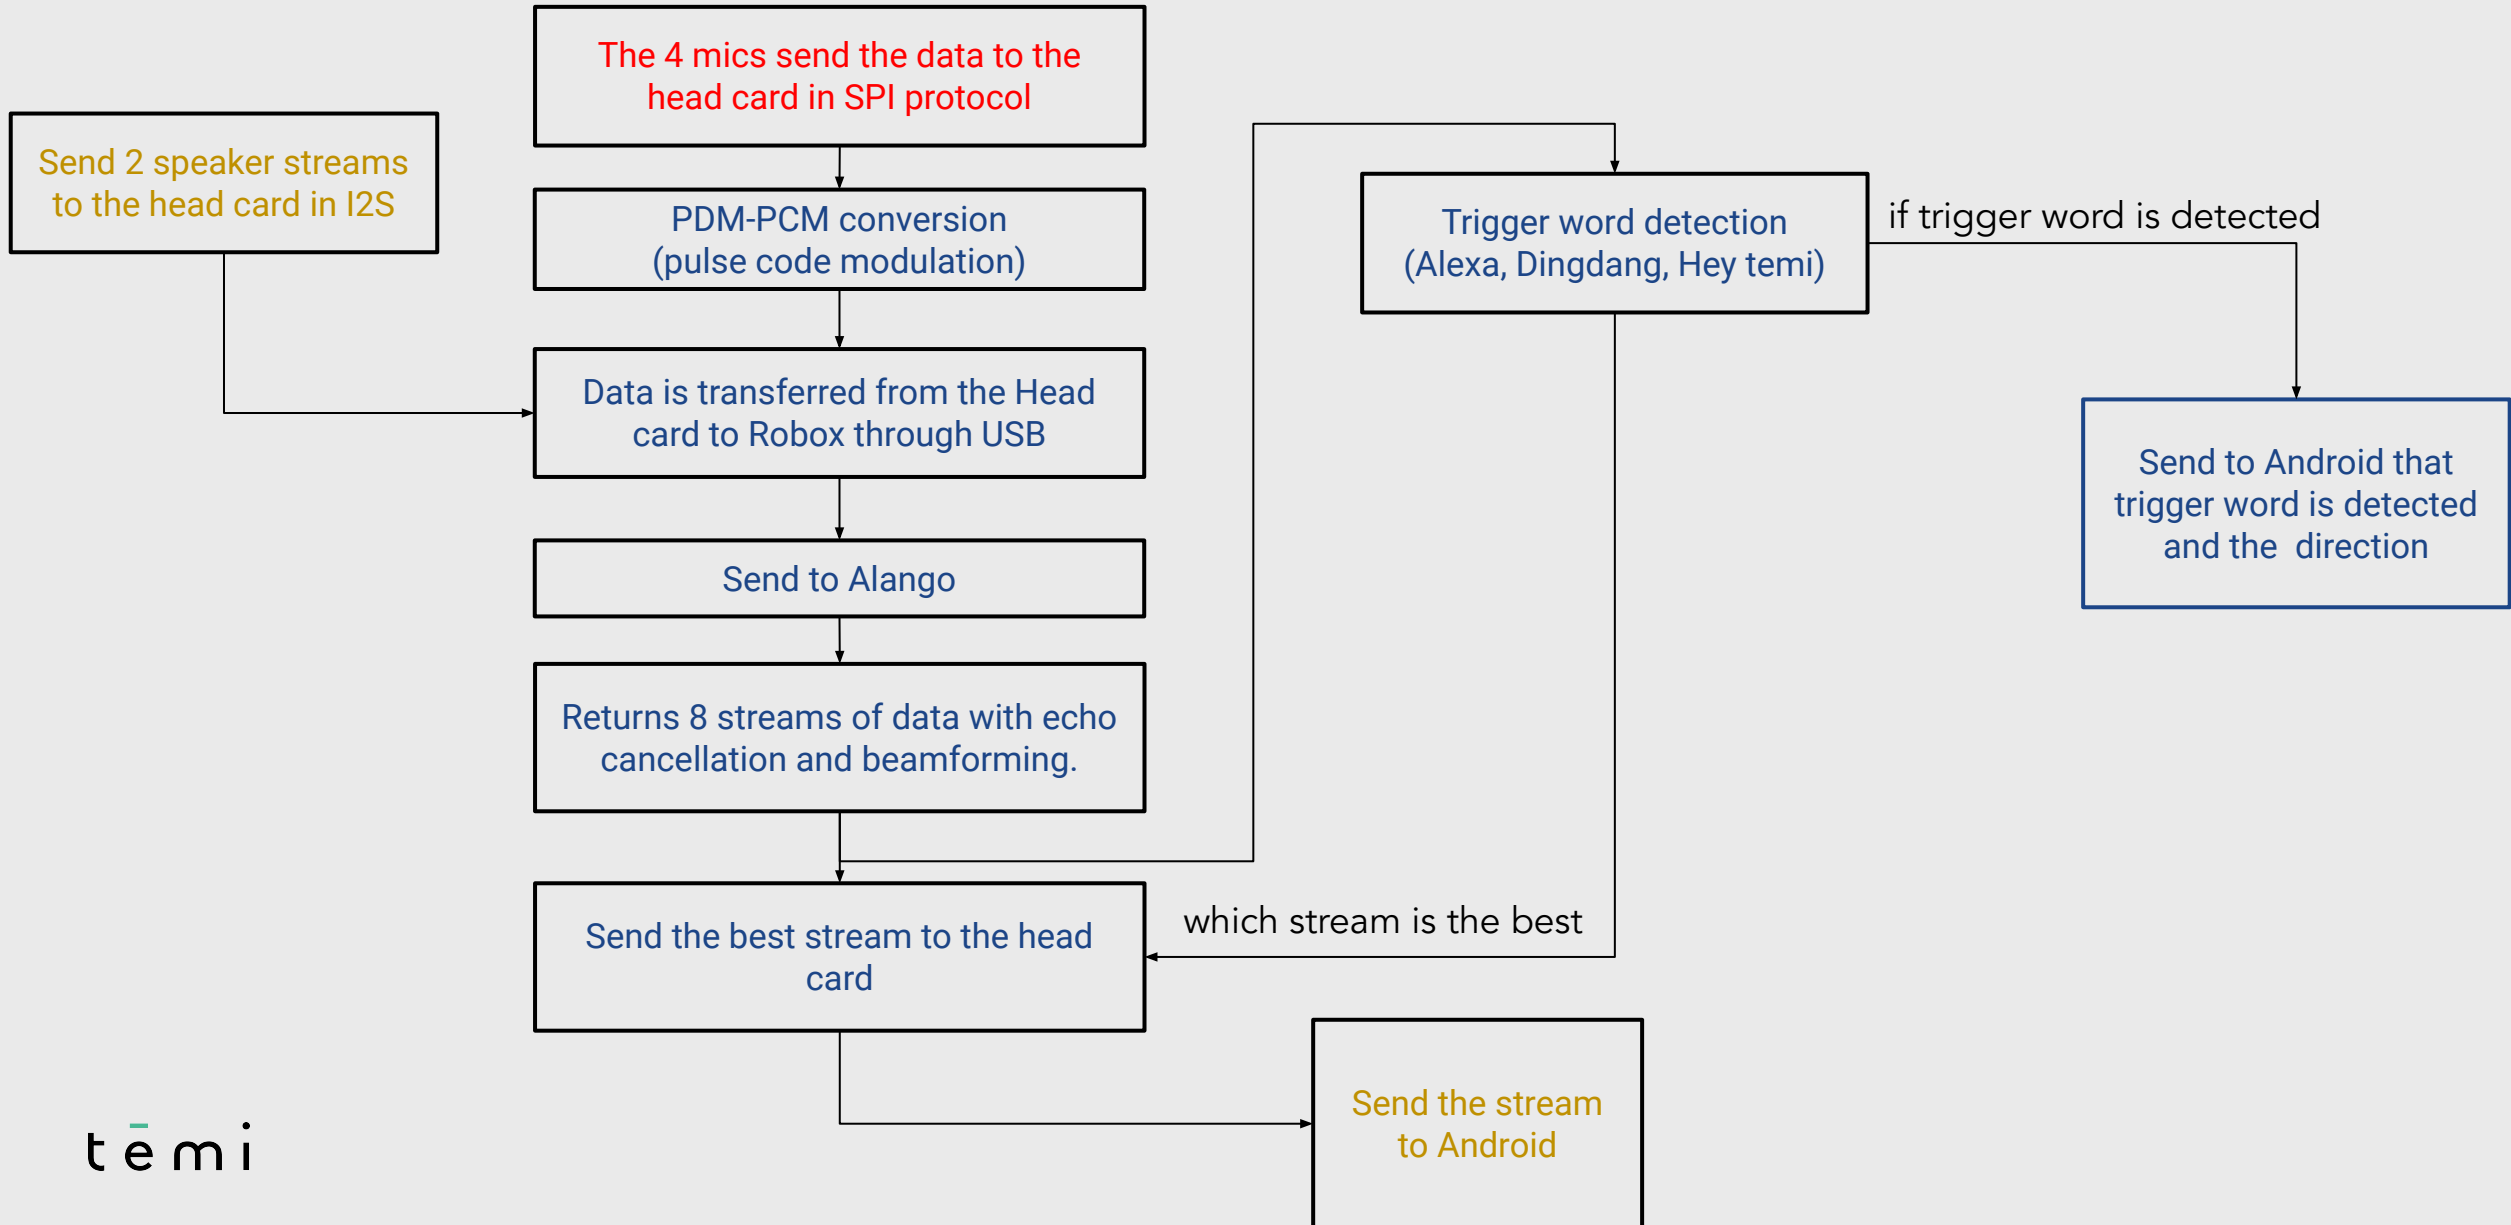 The 4 mics send the data to the
head card in SPI protocol
Send 2 speaker streams
to the head card in I2S
PDM-PCM conversion
(pulse code modulation)
Trigger word detection
(Alexa, Dingdang, Hey temi)
if trigger word is detected
Data is transferred from the Head
card to Robox through USB
Send to Android that
trigger word is detected
and the  direction
Send to Alango
Returns 8 streams of data with echo
cancellation and beamforming.
Send the best stream to the head
card
which stream is the best
Send the stream
to Android
tēmi